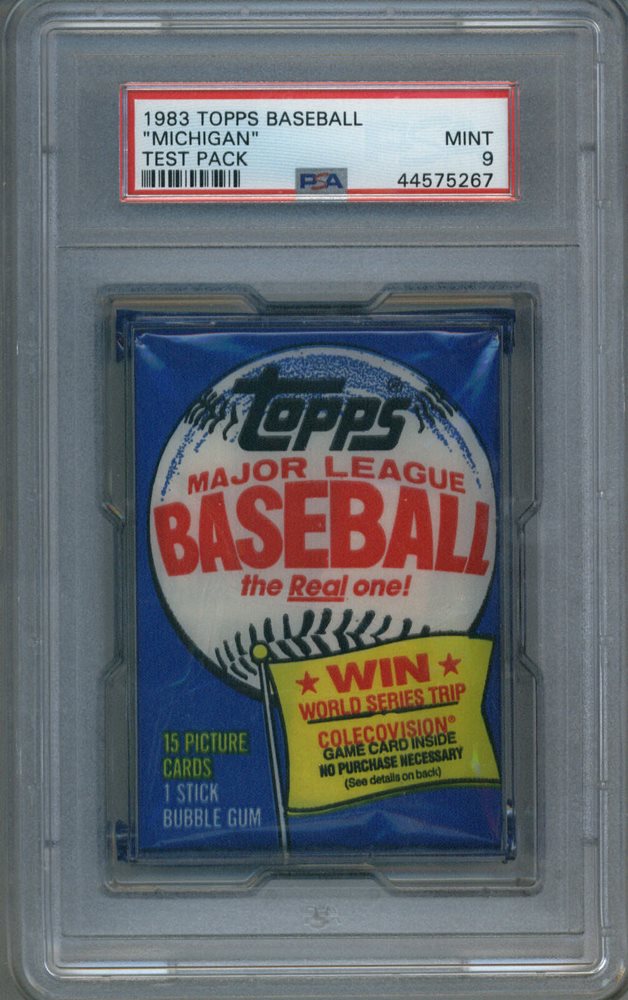 1983 TOPPS BASEBALL
"MICHIGAN" MINT
TEST PACK 9
PSA 44575267
topps®
MAJOR LEAGUE
BASEBALL
the Real one!
WIN
WORLD SERIES TRIP
COLECOVISION®
GAME CARD INSIDE
NO PURCHASE NECESSARY
(See details on back)
15 PICTURE
CARDS
1 STICK
BUBBLE GUM